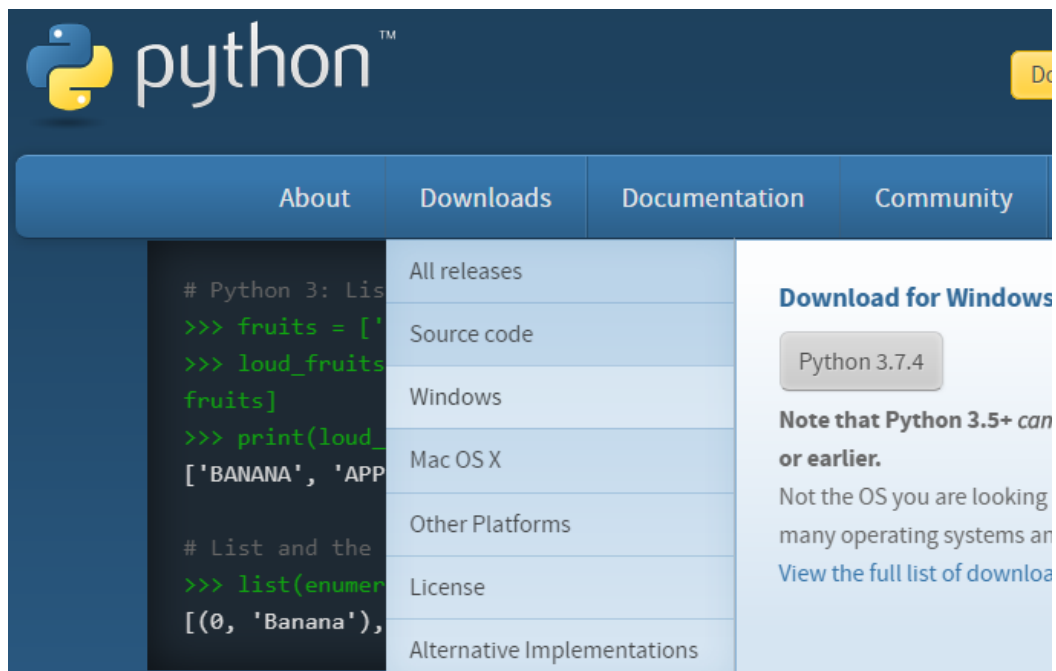 python™
Do
About
Downloads
Documentation
Community
# Python 3: Lis
>>> fruits = ['
>>> loud_fruits
fruits]
>>> print(loud_
['BANANA', 'APP
# List and the
>>> list(enumer
[(0, 'Banana'),
All releases
Source code
Windows
Mac OS X
Other Platforms
License
Alternative Implementations
Download for Windows
Python 3.7.4
Note that Python 3.5+ can
or earlier.
Not the OS you are looking
many operating systems an
View the full list of downloa